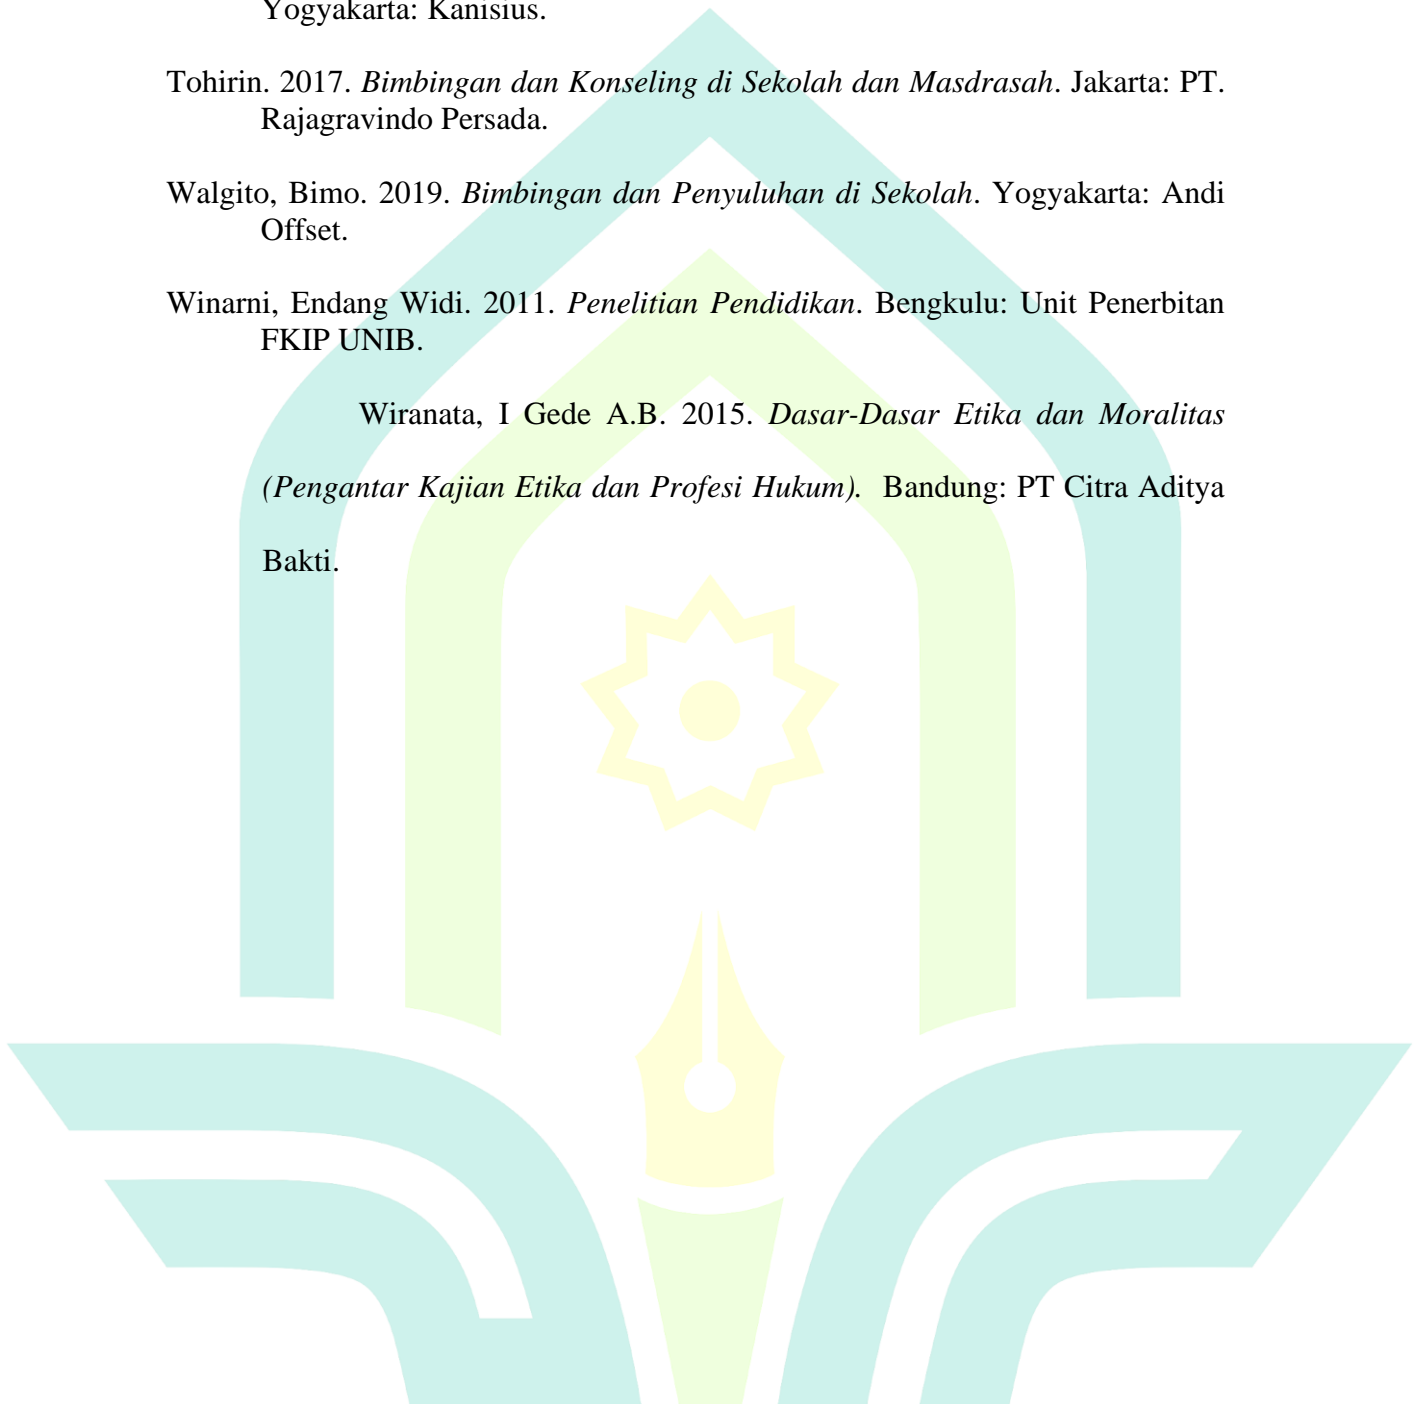 Yogyakarta: Kanisius.
Tohirin. 2017. Bimbingan dan Konseling di Sekolah dan Masdrasah. Jakarta: PT.
Rajagravindo Persada.
Walgito, Bimo. 2019. Bimbingan dan Penyuluhan di Sekolah. Yogyakarta: Andi
Offset.
Winarni, Endang Widi. 2011. Penelitian Pendidikan. Bengkulu: Unit Penerbitan
FKIP UNIB.
Wiranata, I Gede A.B. 2015. Dasar-Dasar Etika dan Moralitas
(Pengantar Kajian Etika dan Profesi Hukum). Bandung: PT Citra Aditya
Bakti.